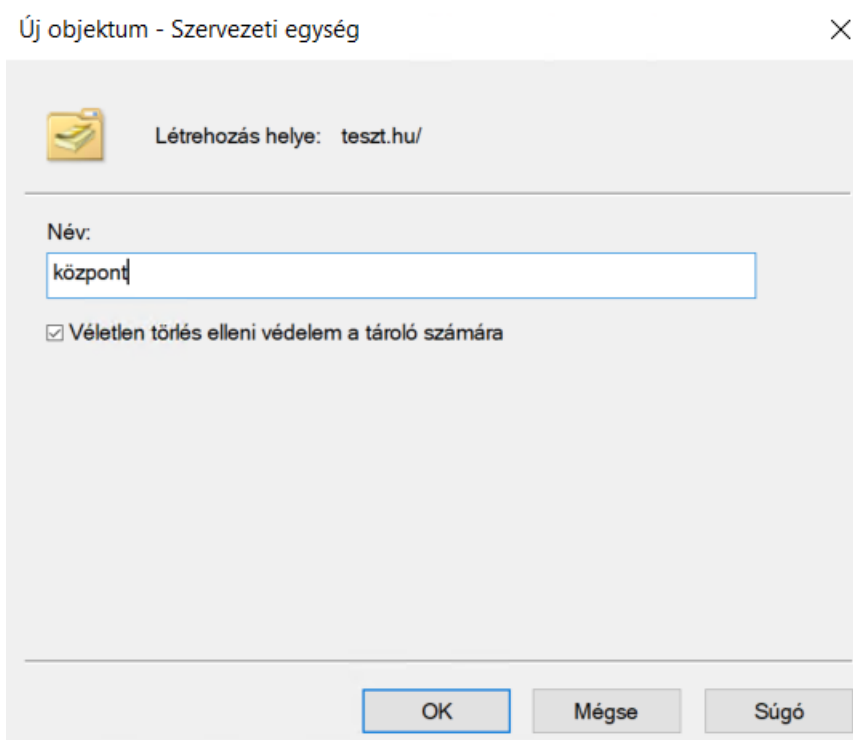 Új objektum - Szervezeti egység
Létrehozás helye: teszt.hu/
Név:
központ
Véletlen törlés elleni védelem a tároló számára
OK Mégse Súgó